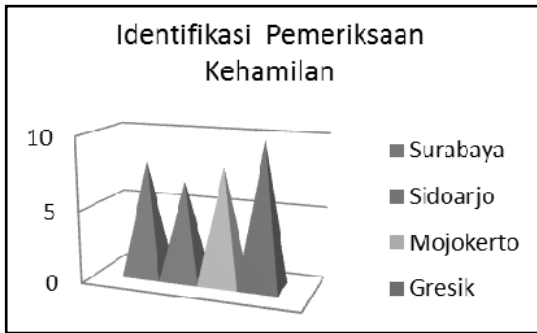 Identifikasi Pemeriksaan
Kehamilan
10
5
0
Surabaya
Sidoarjo
Mojokerto
Gresik